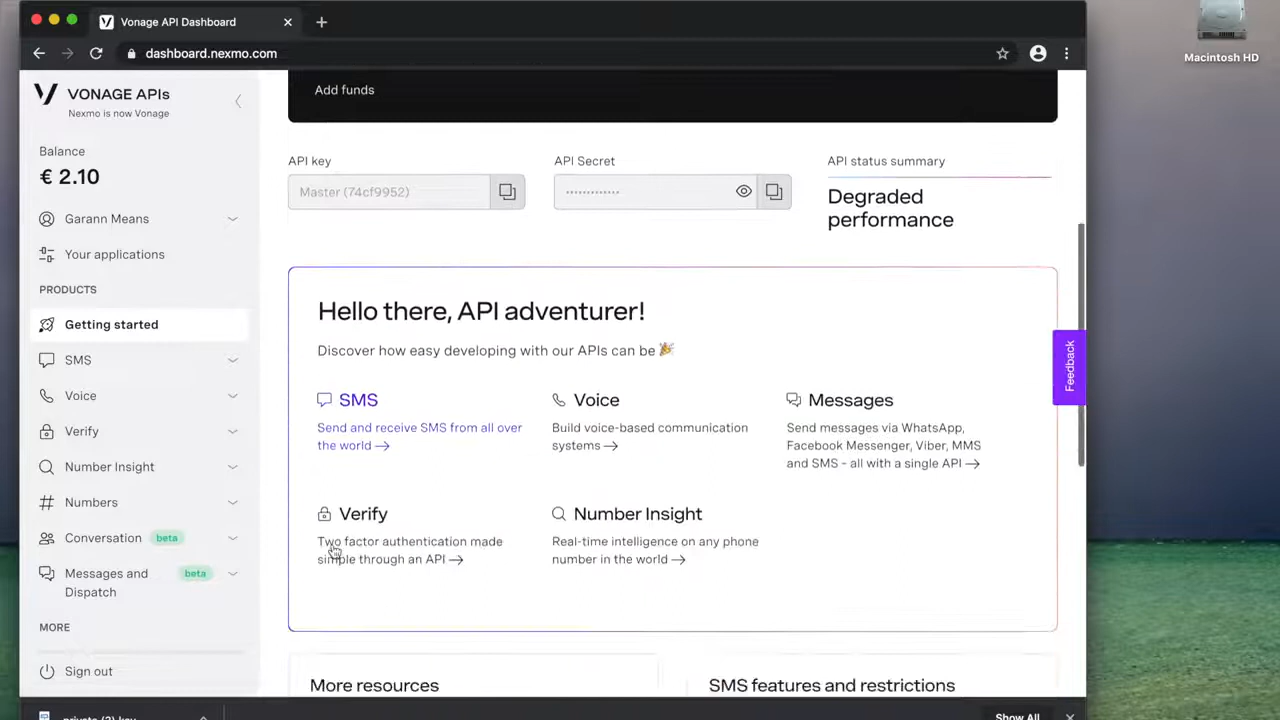 Vonage API Dashboard
dashboard.nexmo.com
Macintosh HD
VONAGE APIs
Nexmo is now Vonage
Balance
€ 2.10
Garann Means
Your applications
PRODUCTS
Getting started
SMS
Voice
Verify
Number Insight
Numbers
Conversation beta
Messages and beta
Dispatch
MORE
Sign out
Add funds
API key
Master (74cf9952)
API Secret
•••••••••••••
API status summary
Degraded
performance
Hello there, API adventurer!
Discover how easy developing with our APIs can be 🎉
SMS
Send and receive SMS from all over
the world →
Voice
Build voice-based communication
systems →
Messages
Send messages via WhatsApp,
Facebook Messenger, Viber, MMS
and SMS - all with a single API →
Verify
Two factor authentication made
simple through an API →
Number Insight
Real-time intelligence on any phone
number in the world →
Feedback
More resources
SMS features and restrictions
private (2).key
Show All